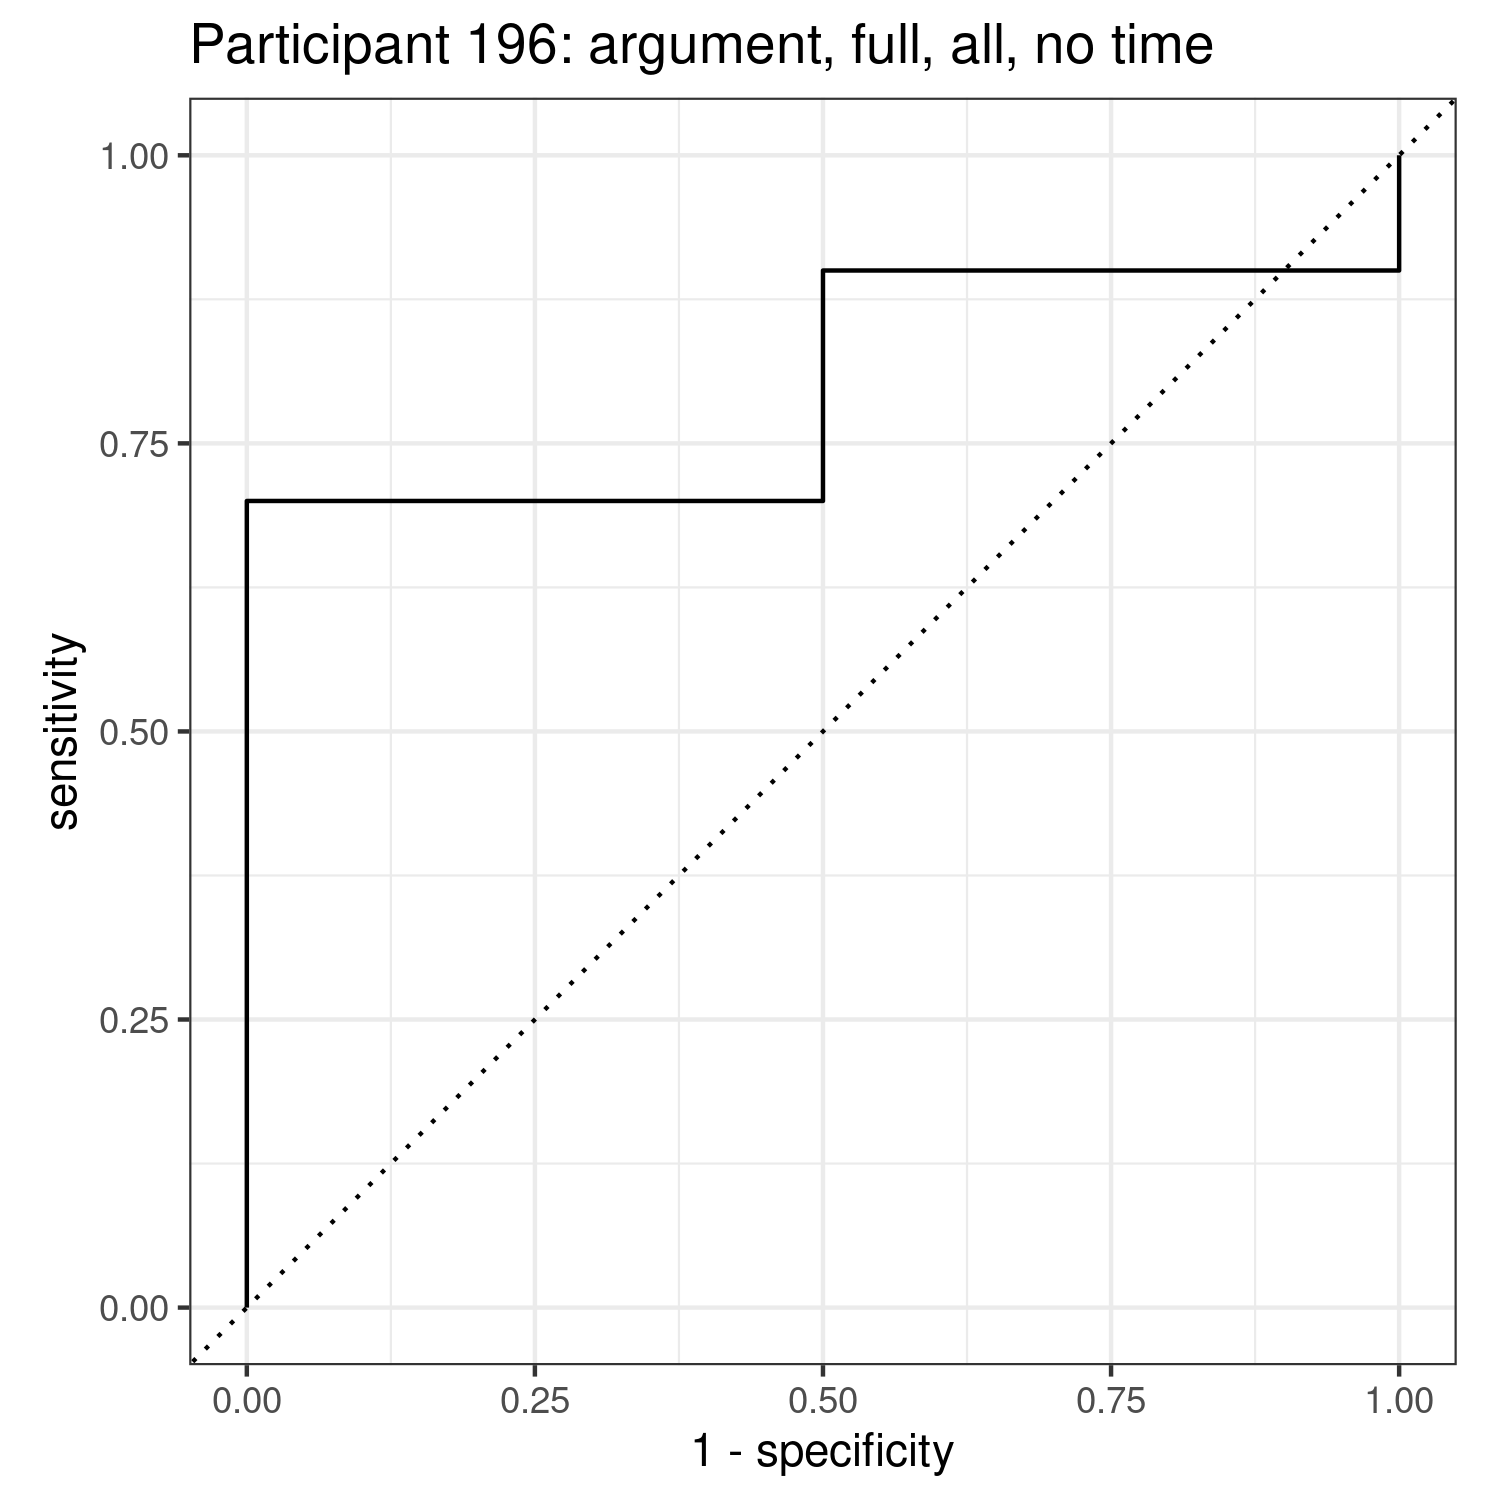 Participant 196: argument, full, all, no time
1.00
0.75
0.50
0.25
0.00
sensitivity
0.00 0.25 0.50 0.75 1.00
1 - specificity